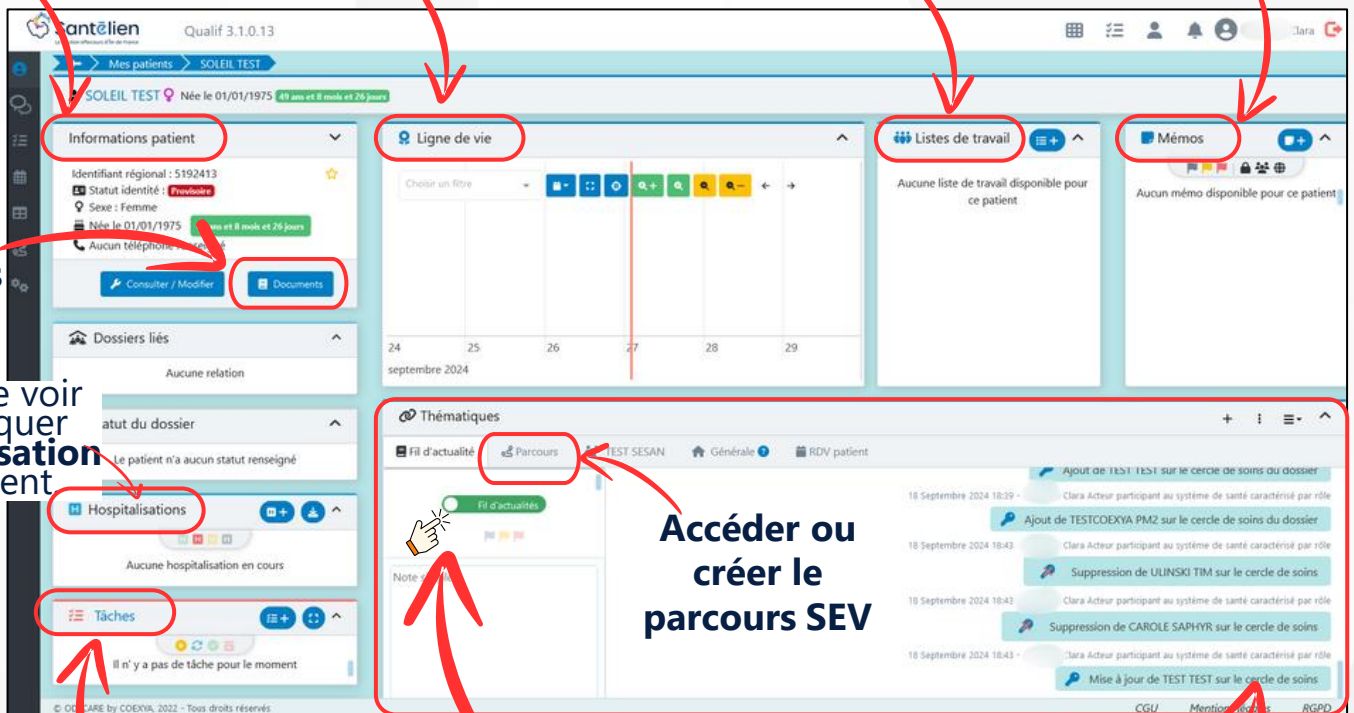 Santélien
Qualif 3.1.0.13
Clara
Mes patients
SOLEIL TEST
SOLEIL TEST Née le 01/01/1975 49 ans et 8 mois et 26 jours
Informations patient
Identifiant régional : 5192413
Statut identité : Provisoire
Sexe : Femme
Née le 01/01/1975 ans et 8 mois et 26 jours
Aucun téléphone
Consulter / Modifier
Documents
s
Dossiers liés
Aucune relation
e voir
quer
sation
ent
atut du dossier
Le patient n'a aucun statut renseigné
Hospitalisations
Aucune hospitalisation en cours
Tâches
Il n' y a pas de tâche pour le moment
Ligne de vie
Choisir un filtre
24 25 26 27 28 29
septembre 2024
Listes de travail
Aucune liste de travail disponible pour
ce patient
Mémos
Aucun mémo disponible pour ce patient
Thématiques
Fil d'actualité
Parcours
TEST SESAN
Générale
RDV patient
Fil d'actualités
Accéder ou
créer le
parcours SEV
Ajout de TEST TEST sur le cercle de soins du dossier
18 Septembre 2024 18:39 - Clara Acteur participant au système de santé caractérisé par rôle
Ajout de TESTCOEXYA PM2 sur le cercle de soins du dossier
18 Septembre 2024 18:43 Clara Acteur participant au système de santé caractérisé par rôle
Suppression de ULINSKI TIM sur le cercle de soins
18 Septembre 2024 18:43 Clara Acteur participant au système de santé caractérisé par rôle
Suppression de CAROLE SAPHYR sur le cercle de soins
18 Septembre 2024 18:43 - Clara Acteur participant au système de santé caractérisé par rôle
Mise à jour de TEST TEST sur le cercle de soins
by COEXYA, 2022 - Tous droits réservés
CGU
Mentions
RGPD